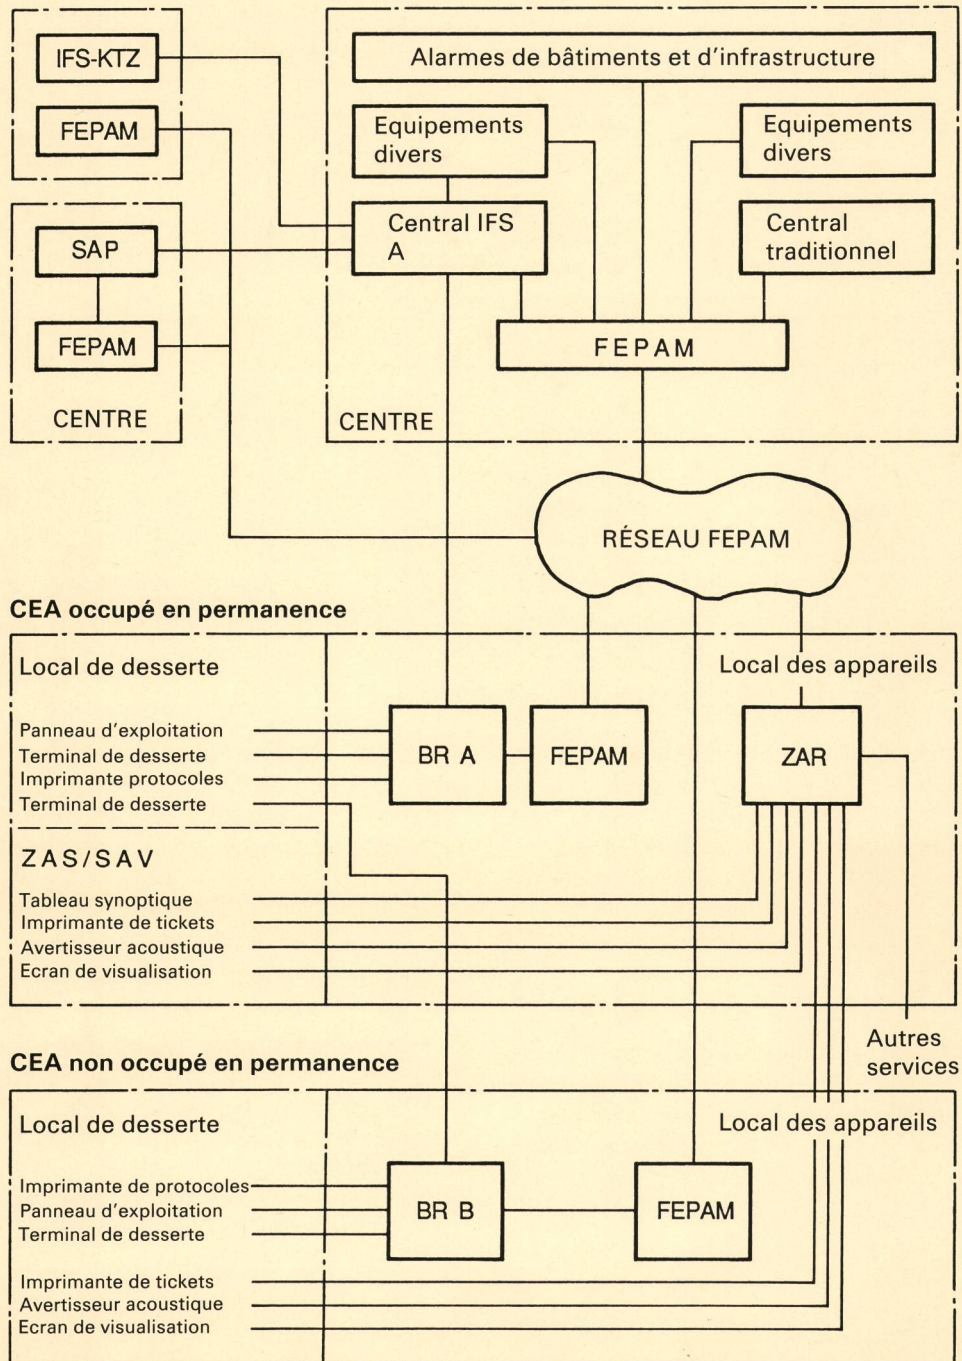 IFS-KTZ
FEPAM
SAP
FEPAM
CENTRE
Alarmes de bâtiments et d'infrastructure
Equipements
divers
Equipements
divers
Central IFS
A
Central
traditionnel
FEPAM
CENTRE
RÉSEAU FEPAM
CEA occupé en permanence
Local de desserte
Panneau d'exploitation
Terminal de desserte
Imprimante protocoles
Terminal de desserte
ZAS/SAV
Tableau synoptique
Imprimante de tickets
Avertisseur acoustique
Ecran de visualisation
Local des appareils
BR A
FEPAM
ZAR
Autres
services
CEA non occupé en permanence
Local de desserte
Imprimante de protocoles
Panneau d'exploitation
Terminal de desserte
Imprimante de tickets
Avertisseur acoustique
Ecran de visualisation
Local des appareils
BR B
FEPAM